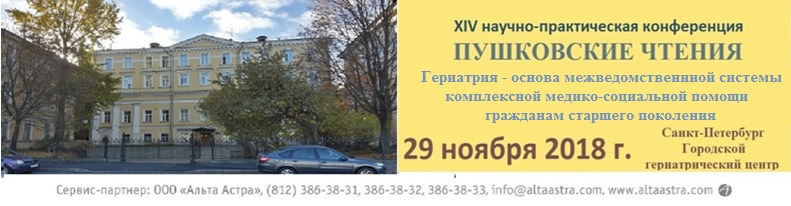 XIV научно-практическая конференция
ПУШКОВСКИЕ ЧТЕНИЯ
Гериатрия - основа межведомственнной системы
комплексной медико-социальной помощи
гражданам старшего поколения
29 ноября 2018 г.
Санкт-Петербург
Городской
гериатрический центр
Сервис-партнер: ООО «Альта Астра», (812) 386-38-31, 386-38-32, 386-38-33, info@altaastra.com, www.altaastra.com